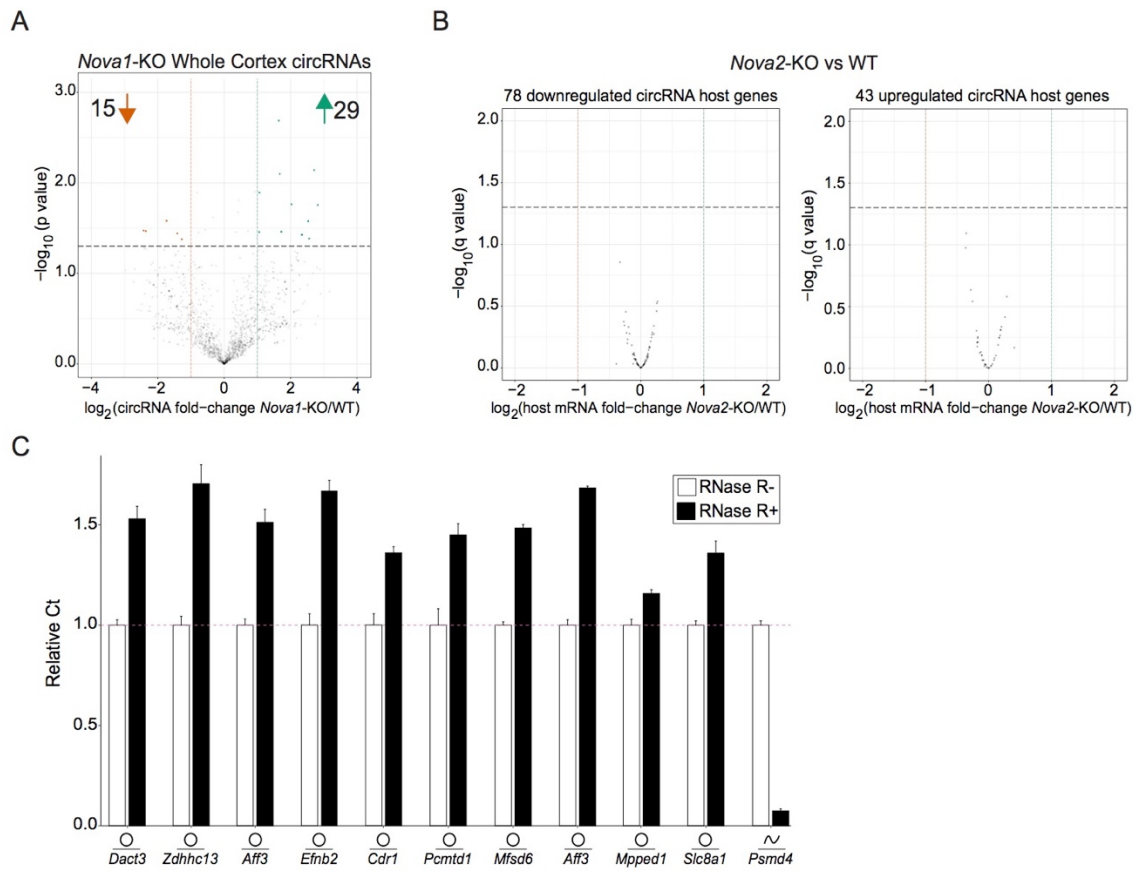 A
Nova1-KO Whole Cortex circRNAs
15
29
3.0
2.0
1.0
0.0
−log10 (p value)
−4
−2
0
2
4
log2(circRNA fold−change Nova1-KO/WT)
B
Nova2-KO vs WT
78 downregulated circRNA host genes
2.0
1.5
1.0
0.5
0.0
−log10(q value)
−2
−1
0
1
2
log2(host mRNA fold−change Nova2-KO/WT)
43 upregulated circRNA host genes
2.0
1.5
1.0
0.5
0.0
−log10(q value)
−2
−1
0
1
2
log2(host mRNA fold−change Nova2-KO/WT)
C
RNase R-
RNase R+
1.5
1.0
0.5
0.0
Relative Ct
Dact3
Zdhhc13
Aff3
Efnb2
Cdr1
Pcmtd1
Mfsd6
Aff3
Mpped1
Slc8a1
Psmd4